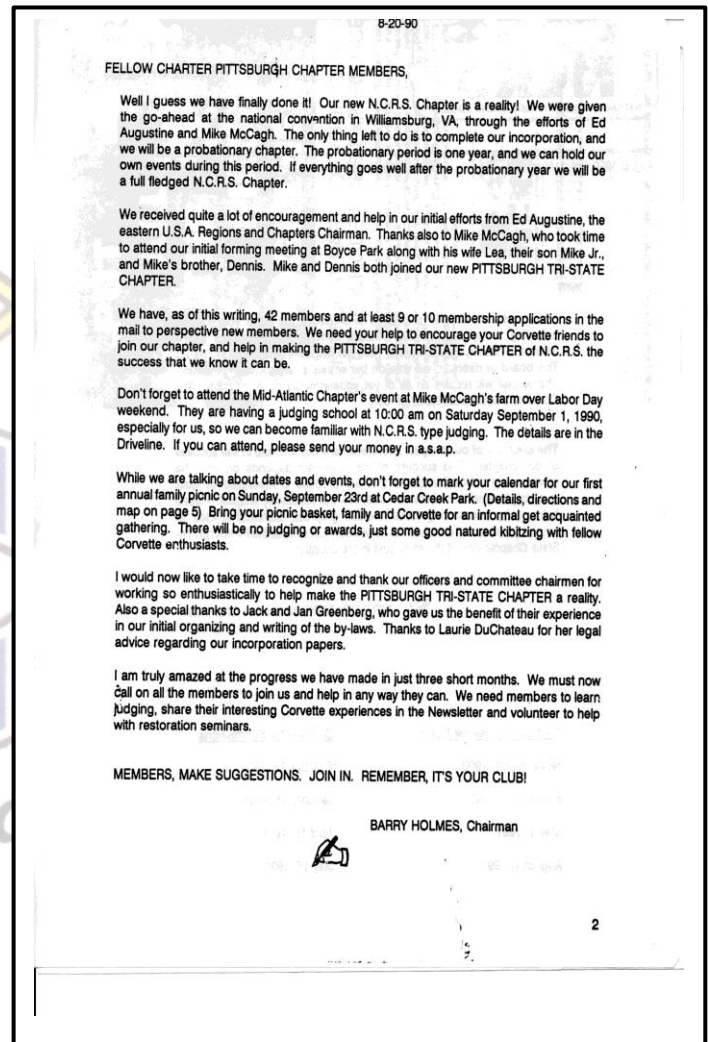 8-20-90
FELLOW CHARTER PITTSBURGH CHAPTER MEMBERS,
Well I guess we have finally done it! Our new N.C.R.S. Chapter is a reality! We were given
the go-ahead at the national convention in Williamsburg, VA, through the efforts of Ed
Augustine and Mike McCagh. The only thing left to do is to complete our incorporation, and
we will be a probationary chapter. The probationary period is one year, and we can hold our
own events during this period. If everything goes well after the probationary year we will be
a full fledged N.C.R.S. Chapter.
We received quite a lot of encouragement and help in our initial efforts from Ed Augustine, the
eastern U.S.A. Regions and Chapters Chairman. Thanks also to Mike McCagh, who took time
to attend our initial forming meeting at Boyce Park along with his wife Lea, their son Mike Jr.,
and Mike's brother, Dennis. Mike and Dennis both joined our new PITTSBURGH TRI-STATE
CHAPTER.
We have, as of this writing, 42 members and at least 9 or 10 membership applications in the
mail to perspective new members. We need your help to encourage your Corvette friends to
join our chapter, and help in making the PITTSBURGH TRI-STATE CHAPTER of N.C.R.S. the
success that we know it can be.
Don't forget to attend the Mid-Atlantic Chapter's event at Mike McCagh's farm over Labor Day
weekend. They are having a judging school at 10:00 am on Saturday September 1, 1990,
especially for us, so we can become familiar with N.C.R.S. type judging. The details are in the
Driveline. If you can attend, please send your money in a.s.a.p.
While we are talking about dates and events, don't forget to mark your calendar for our first
annual family picnic on Sunday, September 23rd at Cedar Creek Park. (Details, directions and
map on page 5) Bring your picnic basket, family and Corvette for an informal get acquainted
gathering. There will be no judging or awards, just some good natured kibitzing with fellow
Corvette enthusiasts.
I would now like to take time to recognize and thank our officers and committee chairmen for
working so enthusiastically to help make the PITTSBURGH TRI-STATE CHAPTER a reality.
Also a special thanks to Jack and Jan Greenberg, who gave us the benefit of their experience
in our initial organizing and writing of the by-laws. Thanks to Laurie DuChateau for her legal
advice regarding our incorporation papers.
I am truly amazed at the progress we have made in just three short months. We must now
call on all the members to join us and help in any way they can. We need members to learn
judging, share their interesting Corvette experiences in the Newsletter and volunteer to help
with restoration seminars.
MEMBERS, MAKE SUGGESTIONS. JOIN IN. REMEMBER, IT'S YOUR CLUB!
BARRY HOLMES, Chairman
2